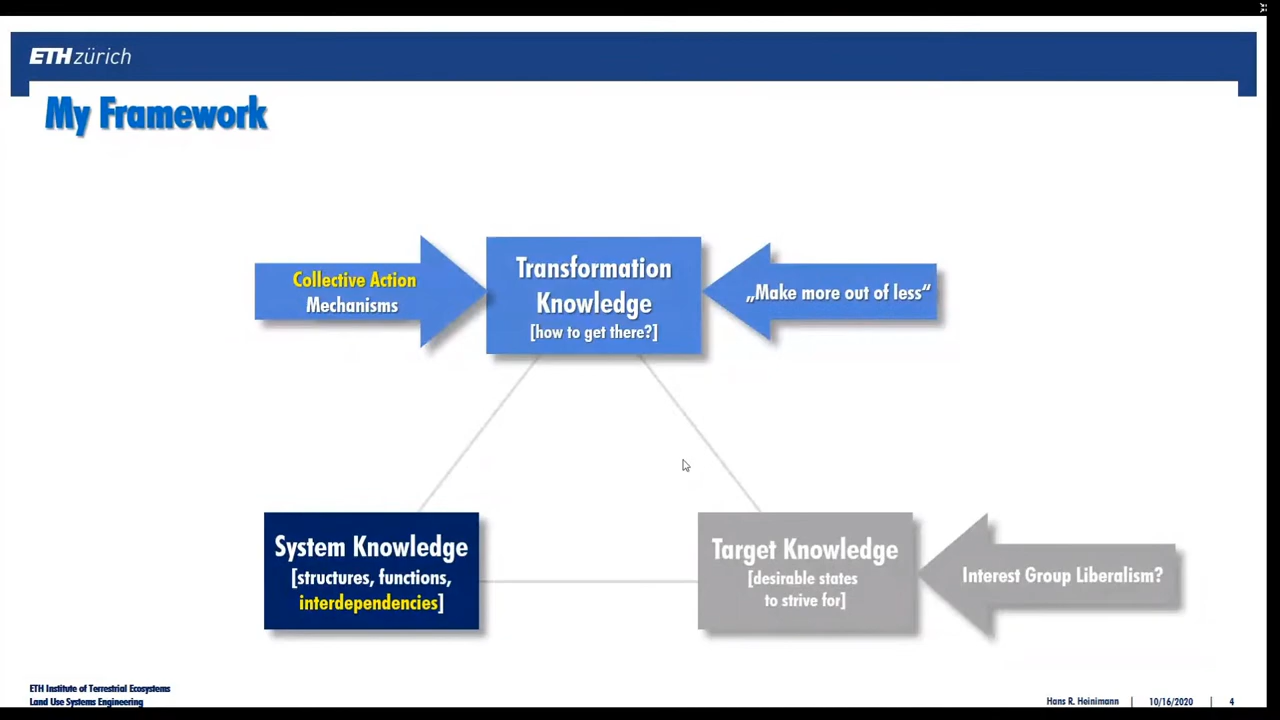 ETH zürich
My Framework
Collective Action
Mechanisms
Transformation
Knowledge
[how to get there?]
„Make more out of less“
System Knowledge
[structures, functions,
interdependencies]
Target Knowledge
[desirable states
to strive for]
Interest Group Liberalism?
ETH Institute of Terrestrial Ecosystems
Land Use Systems Engineering
Hans R. Heinimann | 10/16/2020 | 4